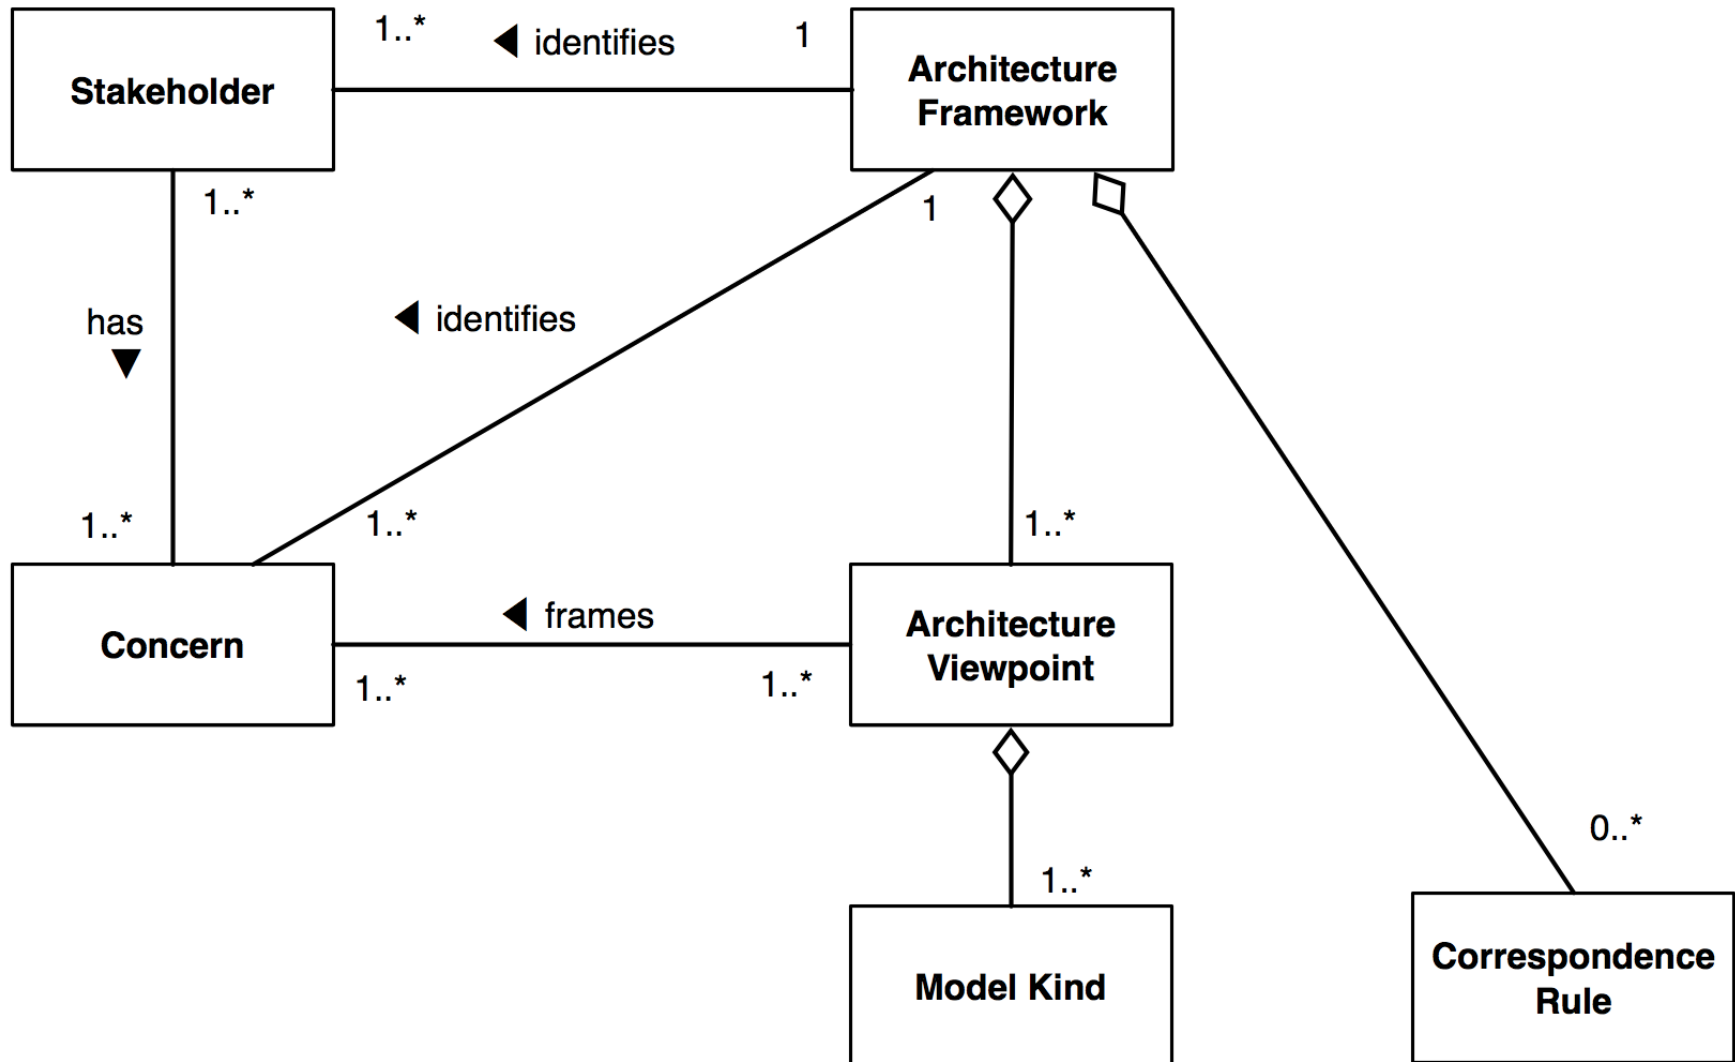 1..*
◀ identifies
1
Stakeholder
Architecture
Framework
1..*
1
has
▼
◀ identifies
1..*
1..*
1..*
◀ frames
Concern
Architecture
Viewpoint
1..*
1..*
0..*
1..*
Model Kind
Correspondence
Rule